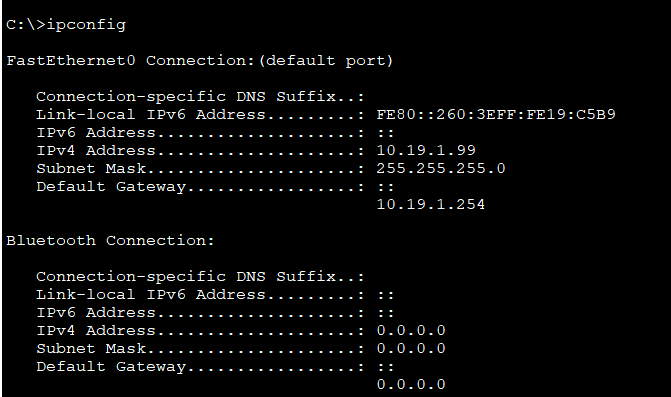 C:\>ipconfig
FastEthernet0 Connection:(default port)
Connection-specific DNS Suffix..:
Link-local IPv6 Address.........: FE80::260:3EFF:FE19:C5B9
IPv6 Address....................: ::
IPv4 Address....................: 10.19.1.99
Subnet Mask.....................: 255.255.255.0
Default Gateway.................: ::
10.19.1.254
Bluetooth Connection:
Connection-specific DNS Suffix..:
Link-local IPv6 Address.........: ::
IPv6 Address....................: ::
IPv4 Address....................: 0.0.0.0
Subnet Mask.....................: 0.0.0.0
Default Gateway.................: ::
0.0.0.0